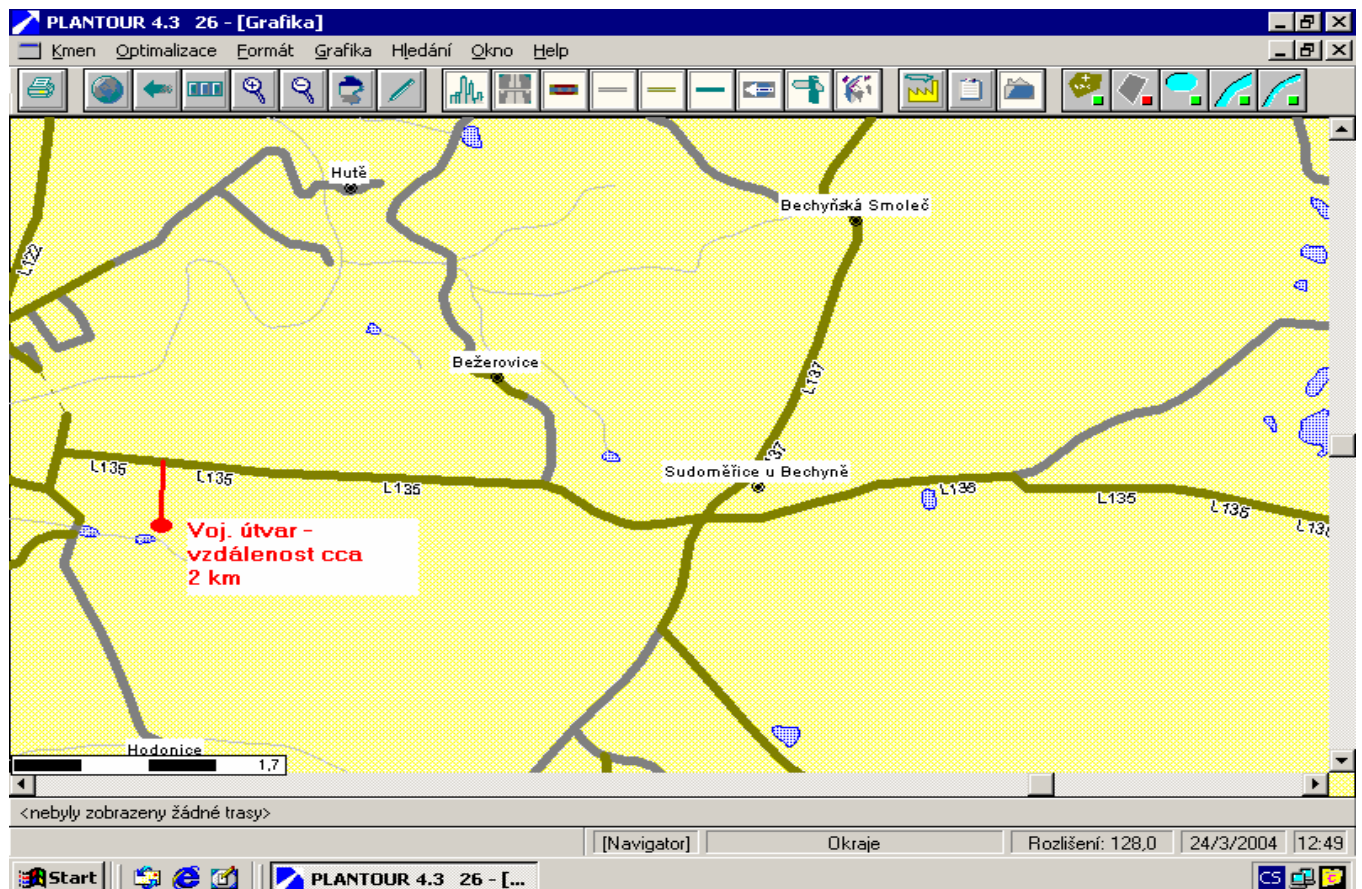 PLANTOUR 4.3 26 - [Grafika]
Kmen Optimalizace Formát Grafika Hledání Okno Help
Hutě
Bechyňská Smoleč
L122
Bežerovice
L137
L137
Sudoměřice u Bechyně
L135
L135
L135
L135
L135
L135
L135
Voj. útvar -
vzdálenost cca
2 km
Hodonice
1,7
<nebyly zobrazeny žádné trasy>
[Navigator] Okraje Rozlišení: 128,0 24/3/2004 12:49
Start PLANTOUR 4.3 26 - [... CS